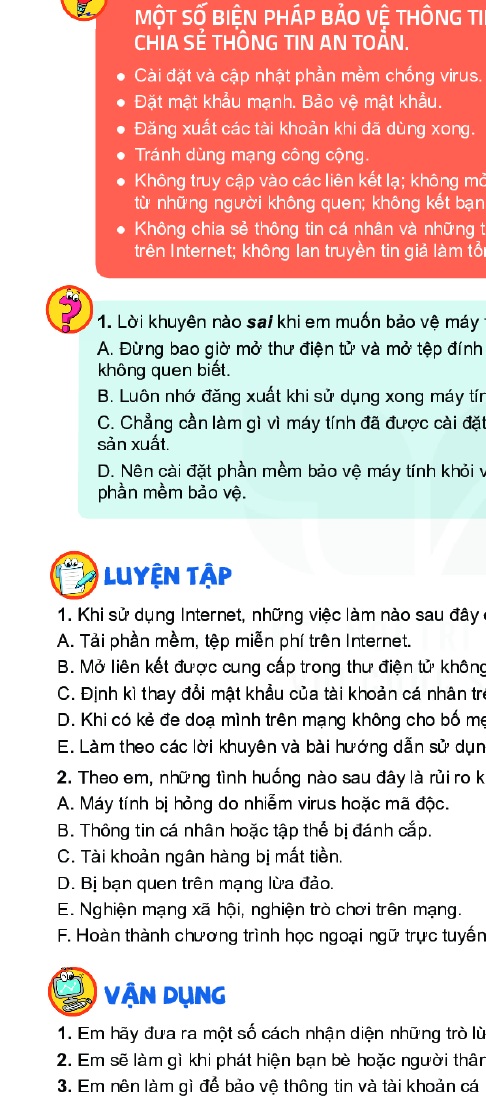 MỘT SỐ BIỆN PHÁP BẢO VỆ THÔNG TI
CHIA SẺ THÔNG TIN AN TOÀN.
• Cài đặt và cập nhật phần mềm chống virus.
• Đặt mật khẩu mạnh. Bảo vệ mật khẩu.
• Đăng xuất các tài khoản khi đã dùng xong.
• Tránh dùng mạng công cộng.
• Không truy cập vào các liên kết lạ; không mở
từ những người không quen; không kết bạn
• Không chia sẻ thông tin cá nhân và những t
trên Internet; không lan truyền tin giả làm tổn
1. Lời khuyên nào sai khi em muốn bảo vệ máy
A. Đừng bao giờ mở thư điện tử và mở tệp đính
không quen biết.
B. Luôn nhớ đăng xuất khi sử dụng xong máy tín
C. Chẳng cần làm gì vì máy tính đã được cài đặt
sản xuất.
D. Nên cài đặt phần mềm bảo vệ máy tính khỏi v
phần mềm bảo vệ.
LUYỆN TẬP
1. Khi sử dụng Internet, những việc làm nào sau đây
A. Tải phần mềm, tệp miễn phí trên Internet.
B. Mở liên kết được cung cấp trong thư điện tử không
C. Định kì thay đổi mật khẩu của tài khoản cá nhân trê
D. Khi có kẻ đe doạ mình trên mạng không cho bố mẹ
E. Làm theo các lời khuyên và bài hướng dẫn sử dụn
2. Theo em, những tình huống nào sau đây là rủi ro k
A. Máy tính bị hỏng do nhiễm virus hoặc mã độc.
B. Thông tin cá nhân hoặc tập thể bị đánh cắp.
C. Tài khoản ngân hàng bị mất tiền.
D. Bị bạn quen trên mạng lừa đảo.
E. Nghiện mạng xã hội, nghiện trò chơi trên mạng.
F. Hoàn thành chương trình học ngoại ngữ trực tuyến
VẬN DỤNG
1. Em hãy đưa ra một số cách nhận diện những trò lừ
2. Em sẽ làm gì khi phát hiện bạn bè hoặc người thân
3. Em nên làm gì để bảo vệ thông tin và tài khoản cá